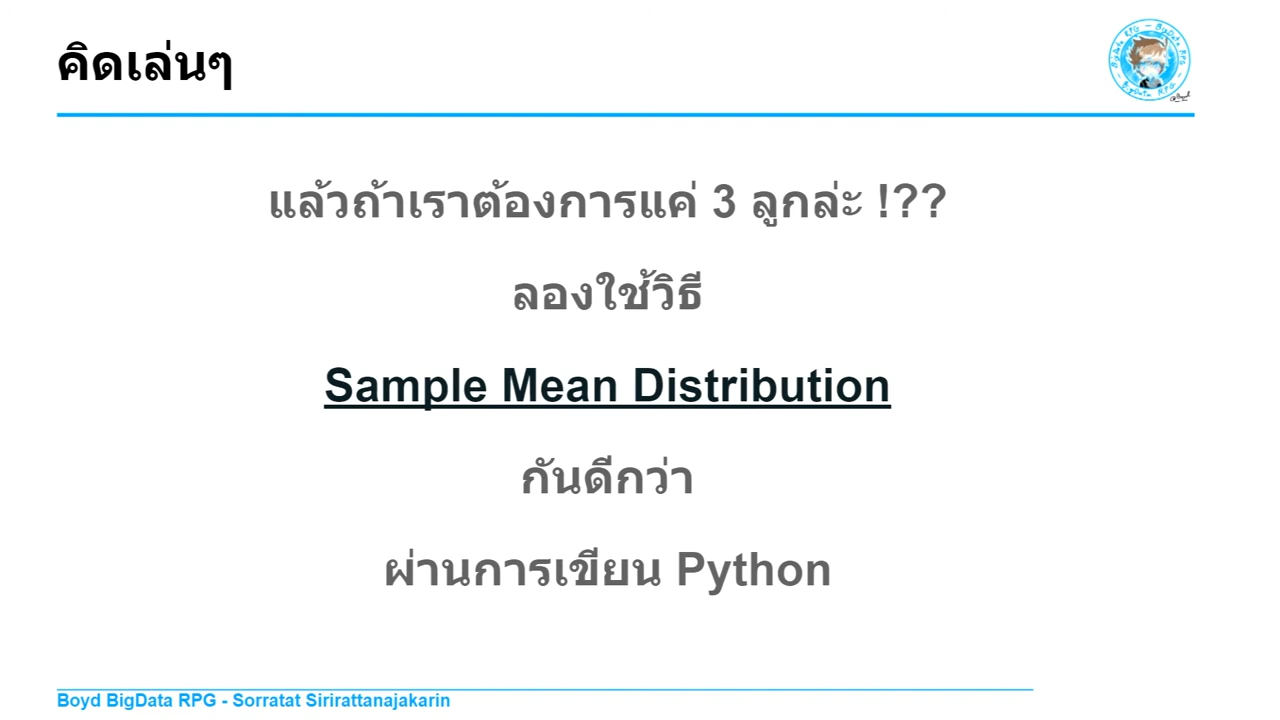 คิดเล่นๆ
แล้วถ้าเราต้องการแค่ 3 ลูกล่ะ !??
ลองใช้วิธี
Sample Mean Distribution
กันดีกว่า
ผ่านการเขียน Python
Boyd BigData RPG - Sorratat Sirirattanajakarin